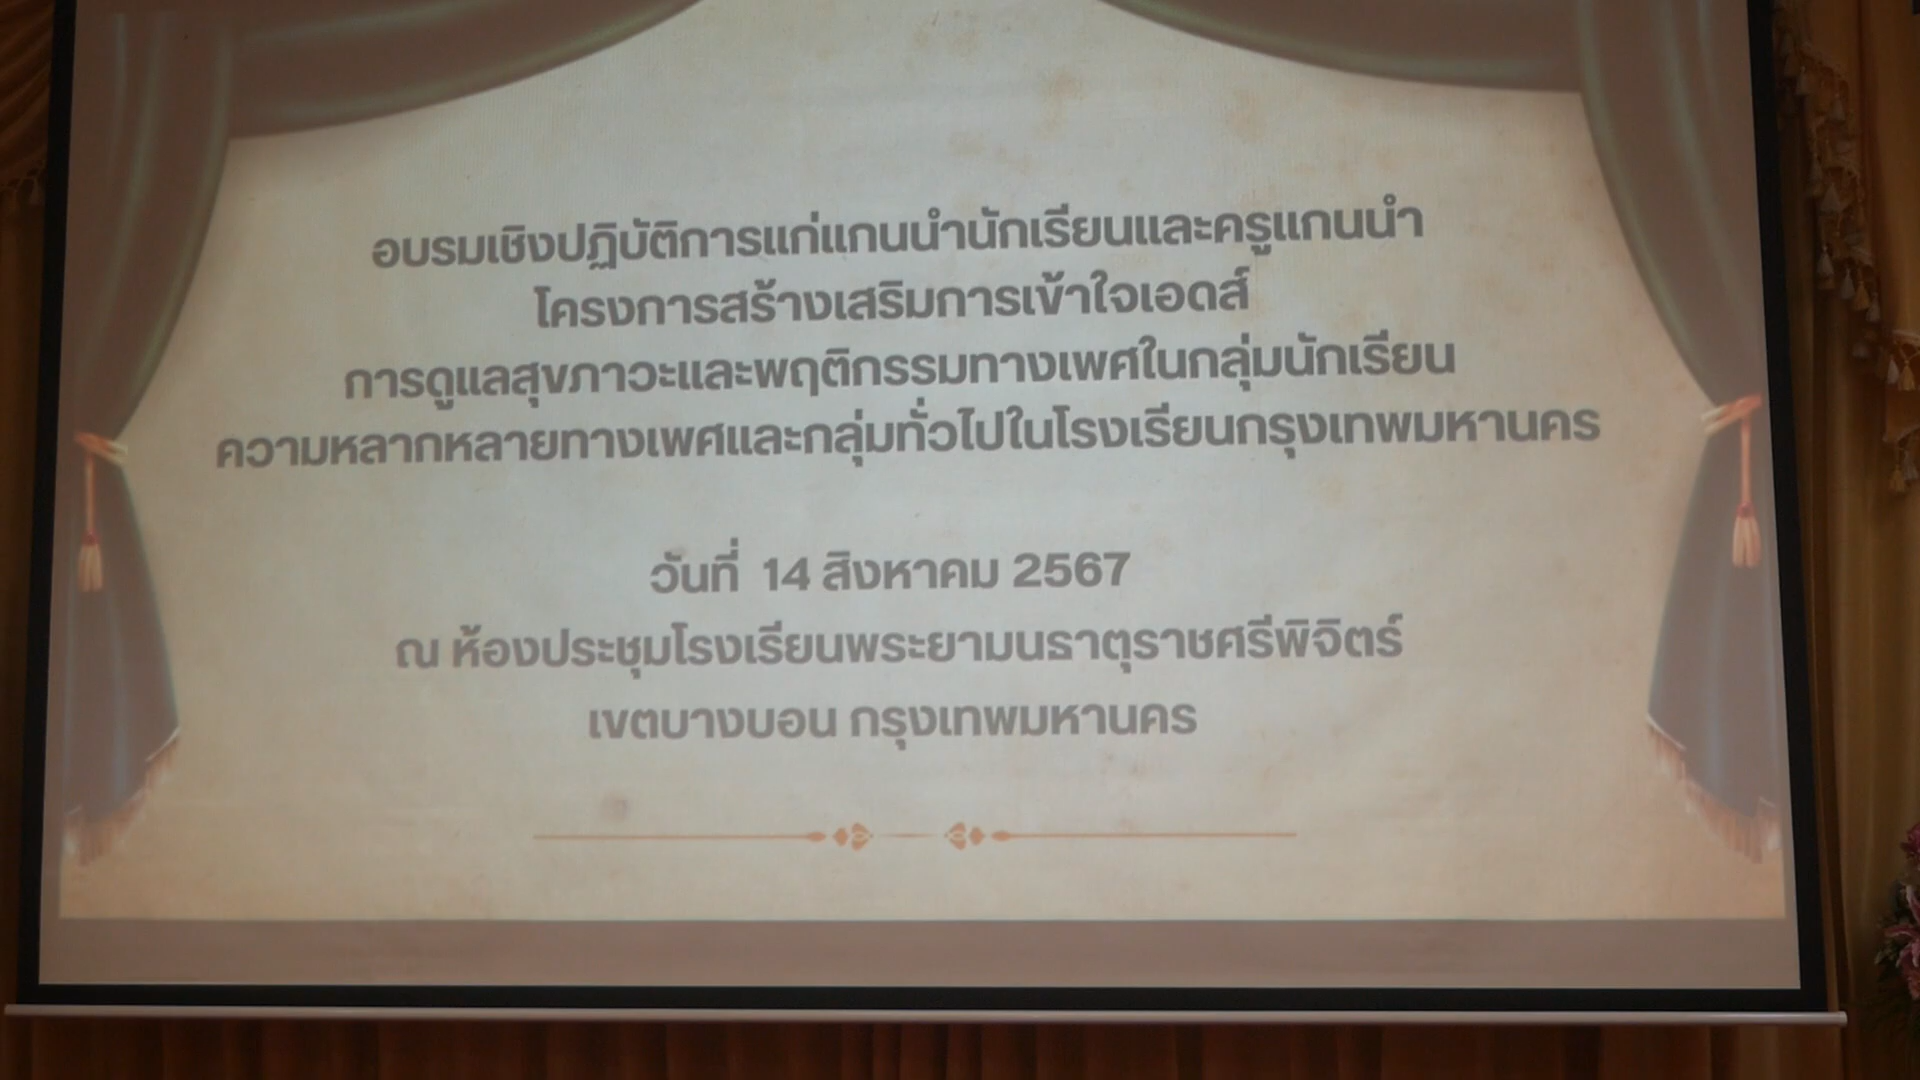 อบรมเชิงปฏิบัติการแก่แกนนำนักเรียนและครูแกนนำ
โครงการสร้างเสริมการเข้าใจเอดส์
การดูแลสุขภาวะและพฤติกรรมทางเพศในกลุ่มนักเรียน
ความหลากหลายทางเพศและกลุ่มทั่วไปในโรงเรียนกรุงเทพมหานคร
วันที่ 14 สิงหาคม 2567
ณ ห้องประชุมโรงเรียนพระยามนธาตุราชศรีพิจิตร์
เขตบางบอน กรุงเทพมหานคร